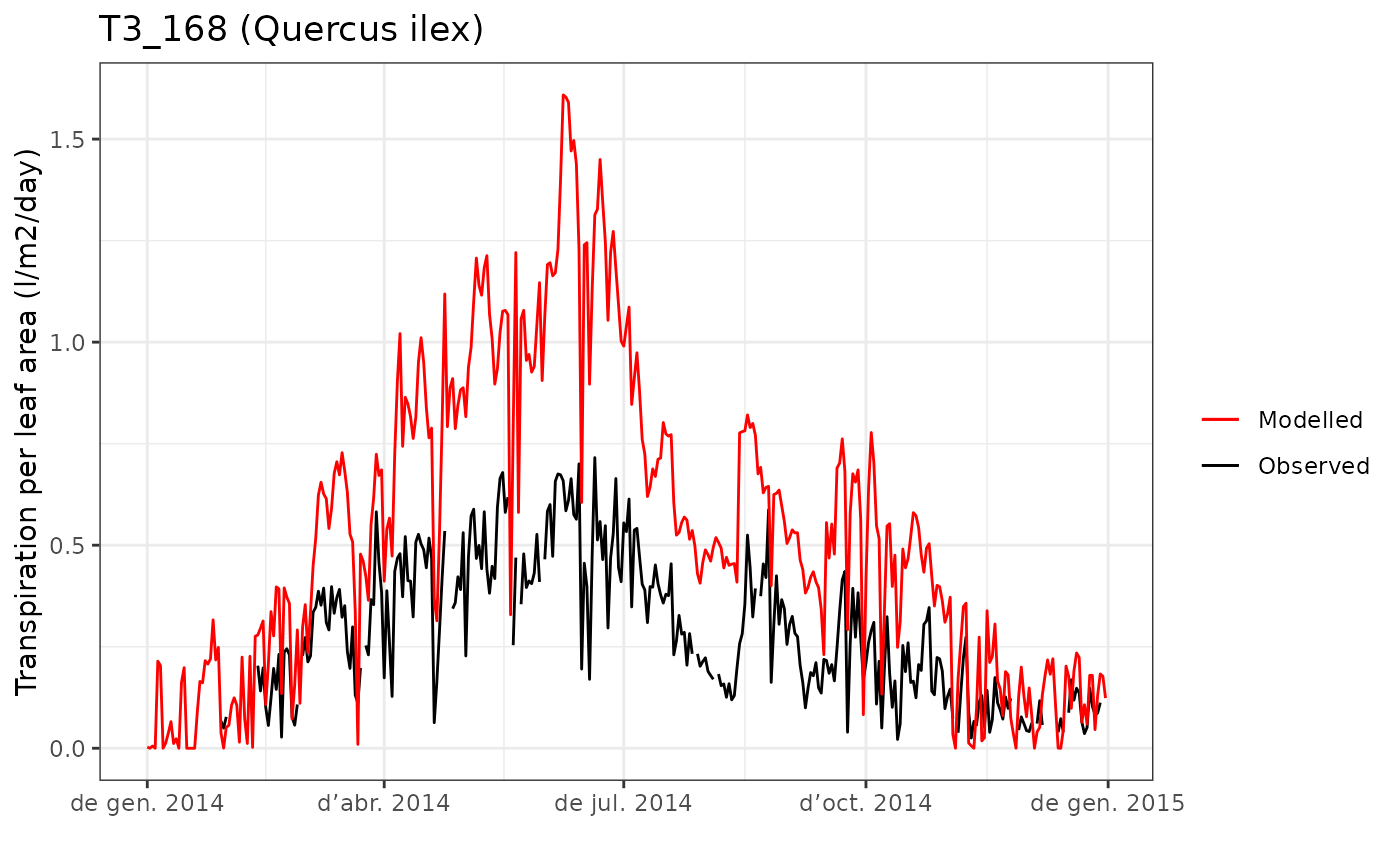 T3_168 (Quercus ilex)
Transpiration per leaf area (l/m2/day)
1.5
1.0
0.5
0.0
de gen. 2014
d’abr. 2014
de jul. 2014
d’oct. 2014
de gen. 2015
Modelled
Observed